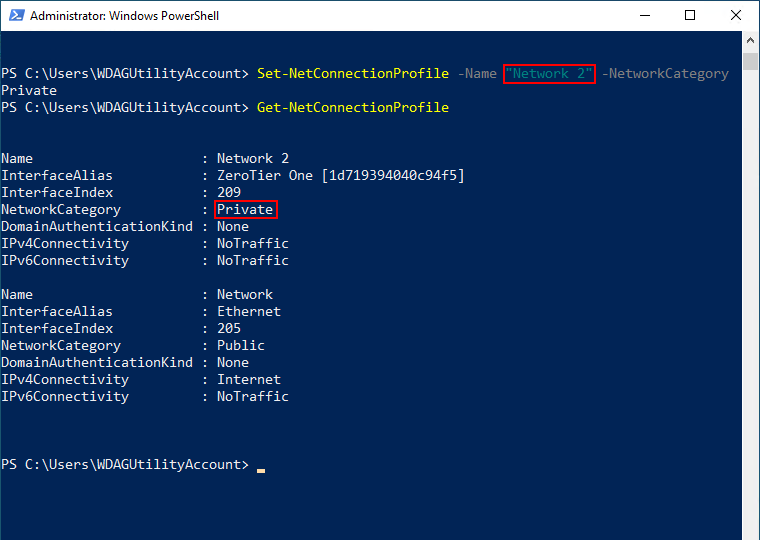 Administrator: Windows PowerShell
PS C:\Users\WDAGUtilityAccount> Set-NetConnectionProfile -Name "Network 2" -NetworkCategory
Private
PS C:\Users\WDAGUtilityAccount> Get-NetConnectionProfile
Name                     : Network 2
InterfaceAlias           : ZeroTier One [1d719394040c94f5]
InterfaceIndex           : 209
NetworkCategory          : Private
DomainAuthenticationKind : None
IPv4Connectivity         : NoTraffic
IPv6Connectivity         : NoTraffic
Name                     : Network
InterfaceAlias           : Ethernet
InterfaceIndex           : 205
NetworkCategory          : Public
DomainAuthenticationKind : None
IPv4Connectivity         : Internet
IPv6Connectivity         : NoTraffic
PS C:\Users\WDAGUtilityAccount>